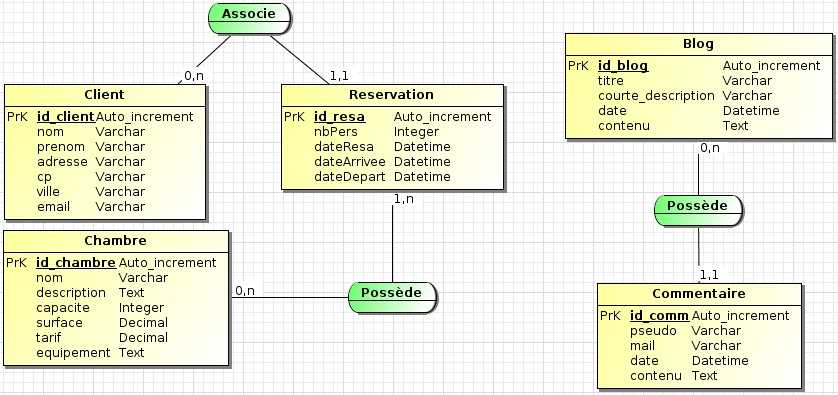 Associe
0,n
1,1
Client
PrK id_client Auto_increment
nom Varchar
prenom Varchar
adresse Varchar
cp Varchar
ville Varchar
email Varchar
Reservation
PrK id_resa Auto_increment
nbPers Integer
dateResa Datetime
dateArrivee Datetime
dateDepart Datetime
1,n
Chambre
PrK id_chambre Auto_increment
nom Varchar
description Text
capacite Integer
surface Decimal
tarif Decimal
equipement Text
0,n
Possède
Blog
PrK id_blog Auto_increment
titre Varchar
courte_description Varchar
date Datetime
contenu Text
0,n
Possède
1,1
Commentaire
PrK id_comm Auto_increment
pseudo Varchar
mail Varchar
date Datetime
contenu Text